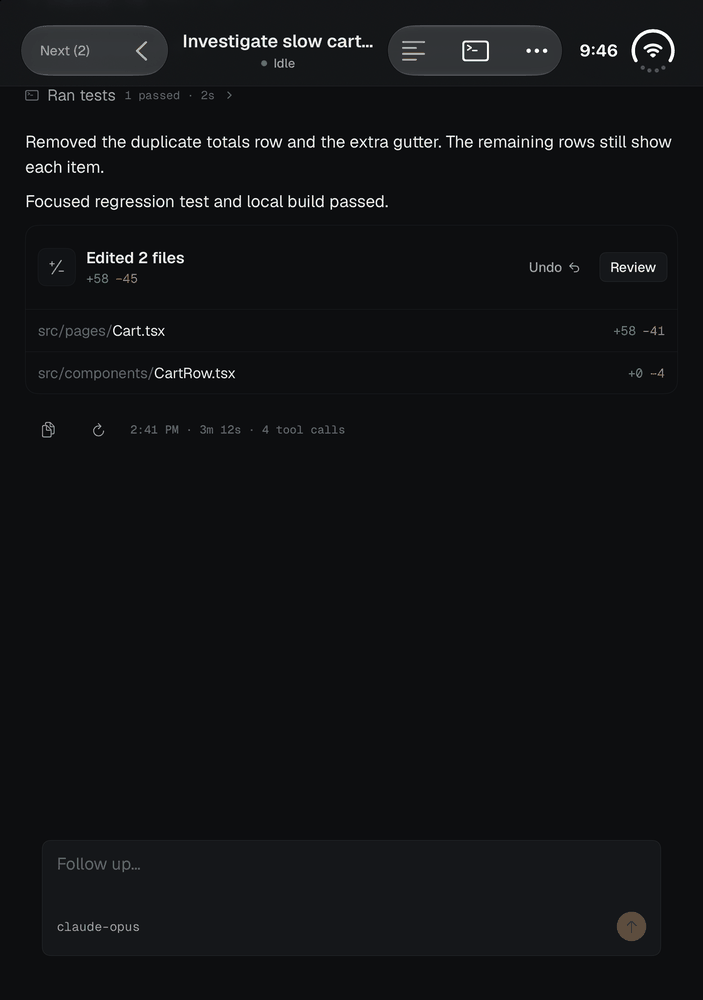 Next (2)
Investigate slow cart...
Idle
9:46
Ran tests 1 passed · 2s
Removed the duplicate totals row and the extra gutter. The remaining rows still show
each item.
Focused regression test and local build passed.
Edited 2 files
+58 −45
Undo
Review
src/pages/Cart.tsx
+58 −41
src/components/CartRow.tsx
+0 −4
2:41 PM · 3m 12s · 4 tool calls
Follow up...
claude-opus